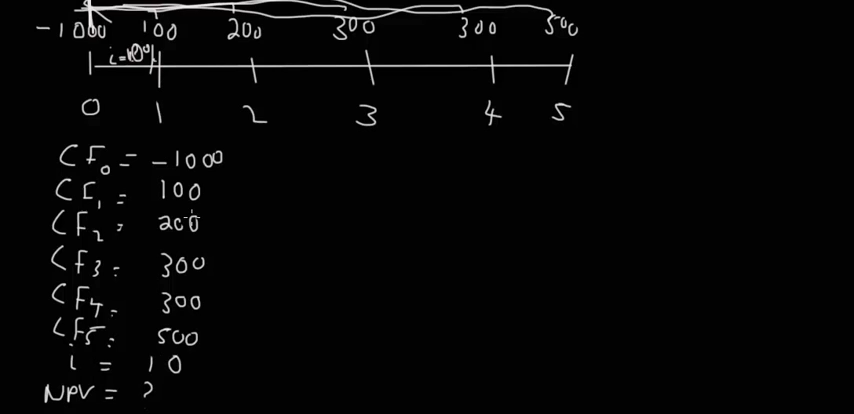 -1000 100 200 300 300 500
i=10%
0 1 2 3 4 5
CF0 = -1000
CF1 = 100
CF2 = 200
CF3 = 300
CF4 = 300
CF5 = 500
i = 10
NPV = ?